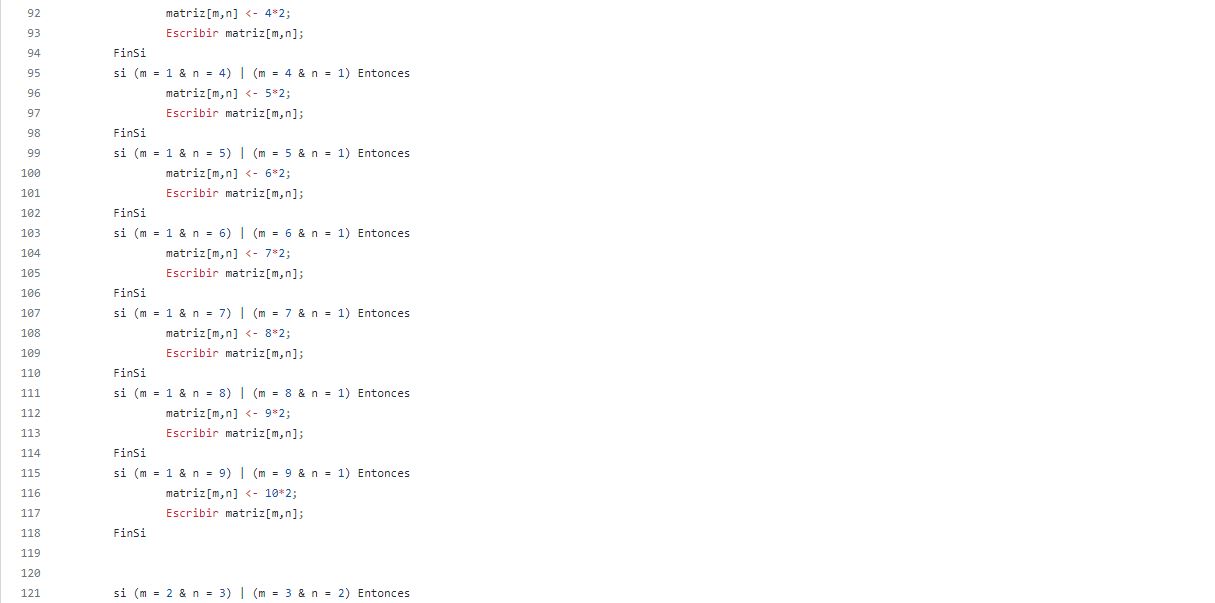 92 matriz[m,n] <- 4*2;
93 Escribir matriz[m,n];
94 FinSi
95 si (m = 1 & n = 4) | (m = 4 & n = 1) Entonces
96 matriz[m,n] <- 5*2;
97 Escribir matriz[m,n];
98 FinSi
99 si (m = 1 & n = 5) | (m = 5 & n = 1) Entonces
100 matriz[m,n] <- 6*2;
101 Escribir matriz[m,n];
102 FinSi
103 si (m = 1 & n = 6) | (m = 6 & n = 1) Entonces
104 matriz[m,n] <- 7*2;
105 Escribir matriz[m,n];
106 FinSi
107 si (m = 1 & n = 7) | (m = 7 & n = 1) Entonces
108 matriz[m,n] <- 8*2;
109 Escribir matriz[m,n];
110 FinSi
111 si (m = 1 & n = 8) | (m = 8 & n = 1) Entonces
112 matriz[m,n] <- 9*2;
113 Escribir matriz[m,n];
114 FinSi
115 si (m = 1 & n = 9) | (m = 9 & n = 1) Entonces
116 matriz[m,n] <- 10*2;
117 Escribir matriz[m,n];
118 FinSi
119
120
121 si (m = 2 & n = 3) | (m = 3 & n = 2) Entonces